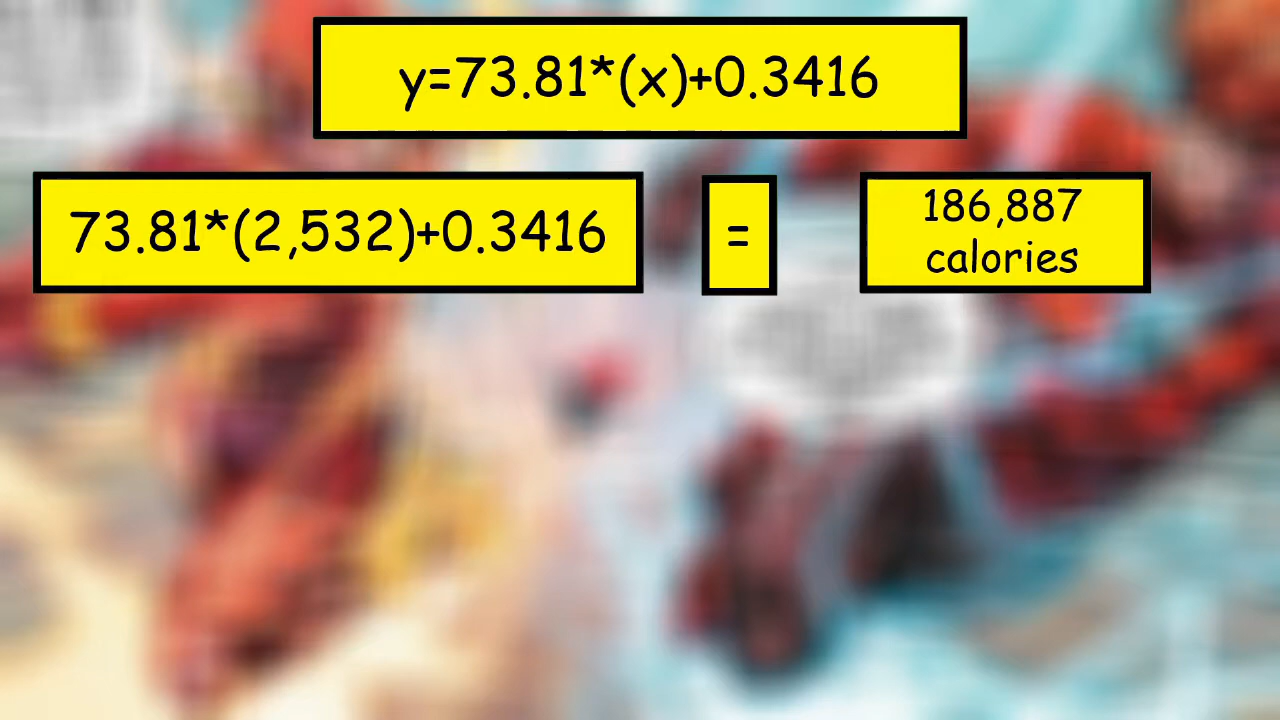 y=73.81*(x)+0.3416
73.81*(2,532)+0.3416
=
186,887
calories